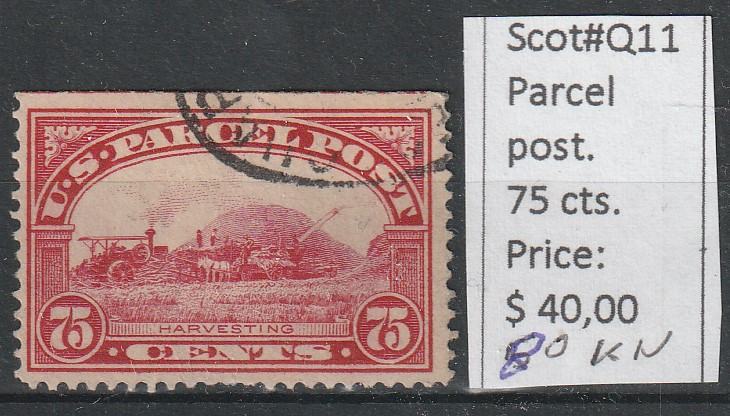 U.S. PARCEL POST
75
HARVESTING
75
CENTS
Scot#Q11
Parcel
post.
75 cts.
Price:
$ 40,00
80 KN